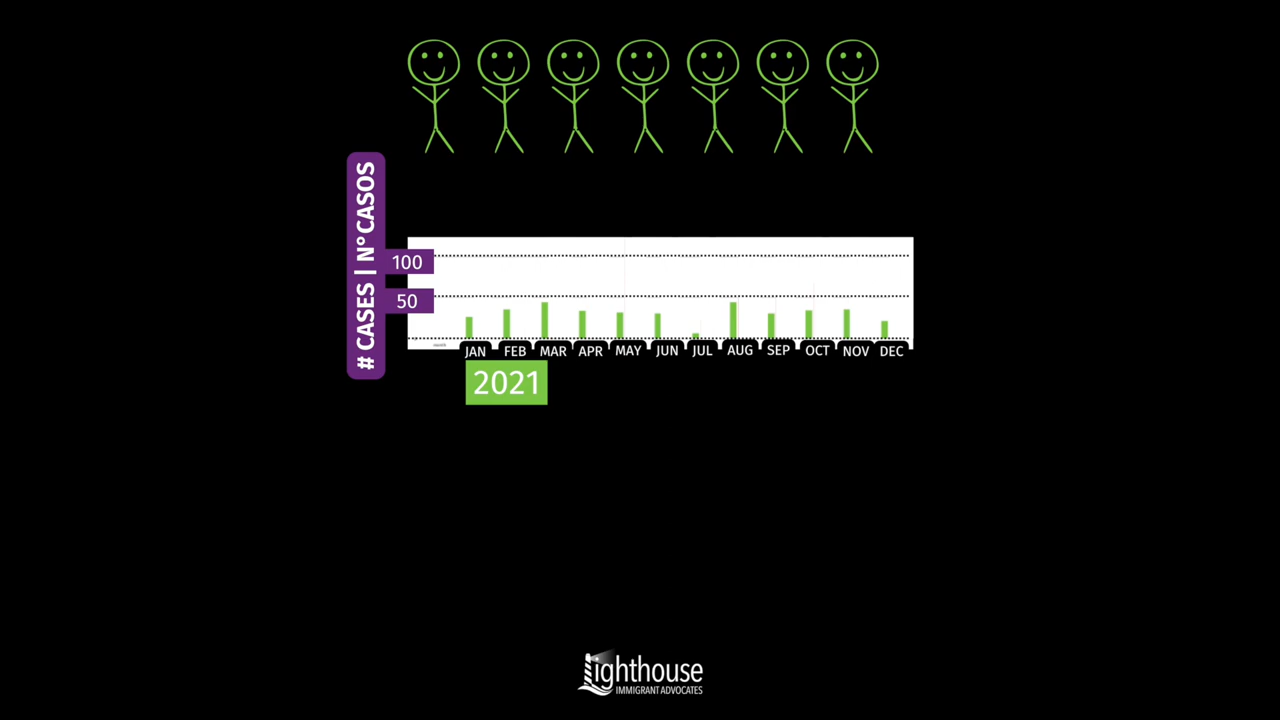 # CASES | N°CASOS
100
50
JAN FEB MAR APR MAY JUN JUL AUG SEP OCT NOV DEC
2021
lighthouse
IMMIGRANT ADVOCATES